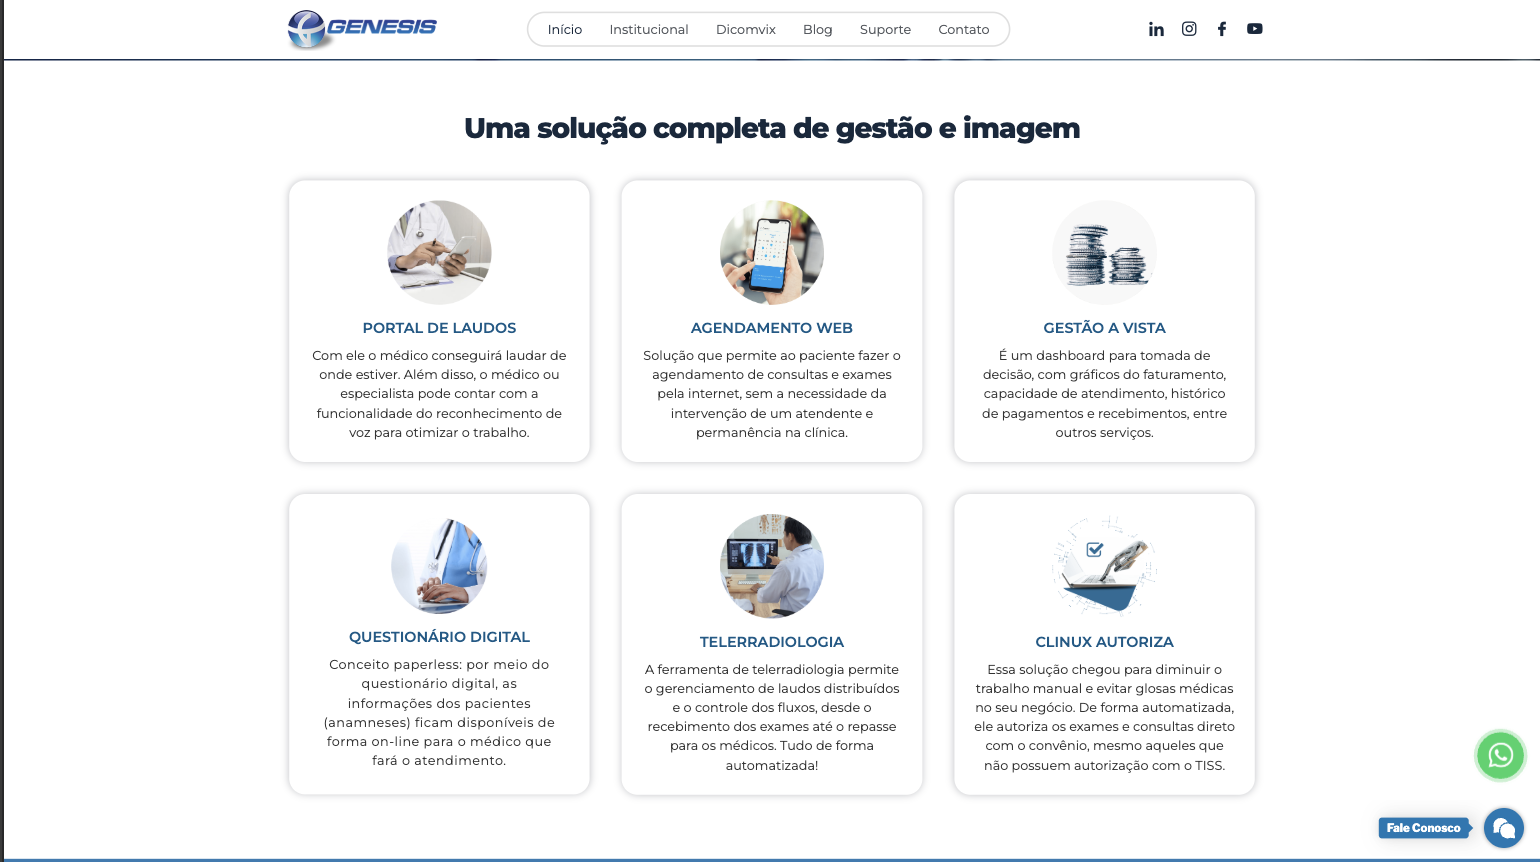 GENESIS
Início Institucional Dicomvix Blog Suporte Contato
Uma solução completa de gestão e imagem
PORTAL DE LAUDOS
Com ele o médico conseguirá laudar de
onde estiver. Além disso, o médico ou
especialista pode contar com a
funcionalidade do reconhecimento de
voz para otimizar o trabalho.
AGENDAMENTO WEB
Solução que permite ao paciente fazer o
agendamento de consultas e exames
pela internet, sem a necessidade da
intervenção de um atendente e
permanência na clínica.
GESTÃO A VISTA
É um dashboard para tomada de
decisão, com gráficos do faturamento,
capacidade de atendimento, histórico
de pagamentos e recebimentos, entre
outros serviços.
QUESTIONÁRIO DIGITAL
Conceito paperless: por meio do
questionário digital, as
informações dos pacientes
(anamneses) ficam disponíveis de
forma on-line para o médico que
fará o atendimento.
TELERRADIOLOGIA
A ferramenta de telerradiologia permite
o gerenciamento de laudos distribuídos
e o controle dos fluxos, desde o
recebimento dos exames até o repasse
para os médicos. Tudo de forma
automatizada!
CLINUX AUTORIZA
Essa solução chegou para diminuir o
trabalho manual e evitar glosas médicas
no seu negócio. De forma automatizada,
ele autoriza os exames e consultas direto
com o convênio, mesmo aqueles que
não possuem autorização com o TISS.
Fale Conosco